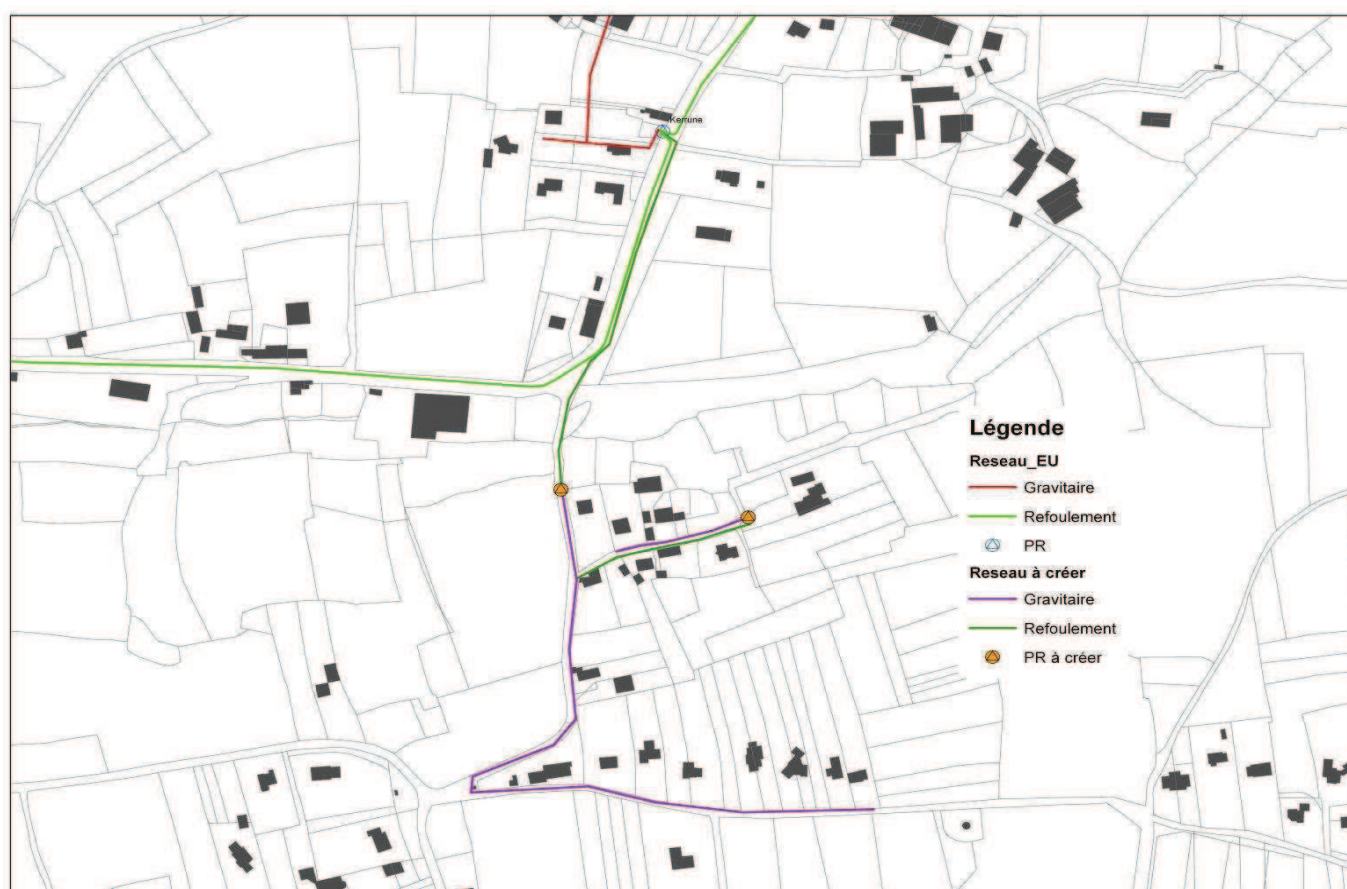 Kerrune
Légende
Reseau_EU
Gravitaire
Refoulement
PR
Reseau à créer
Gravitaire
Refoulement
PR à créer